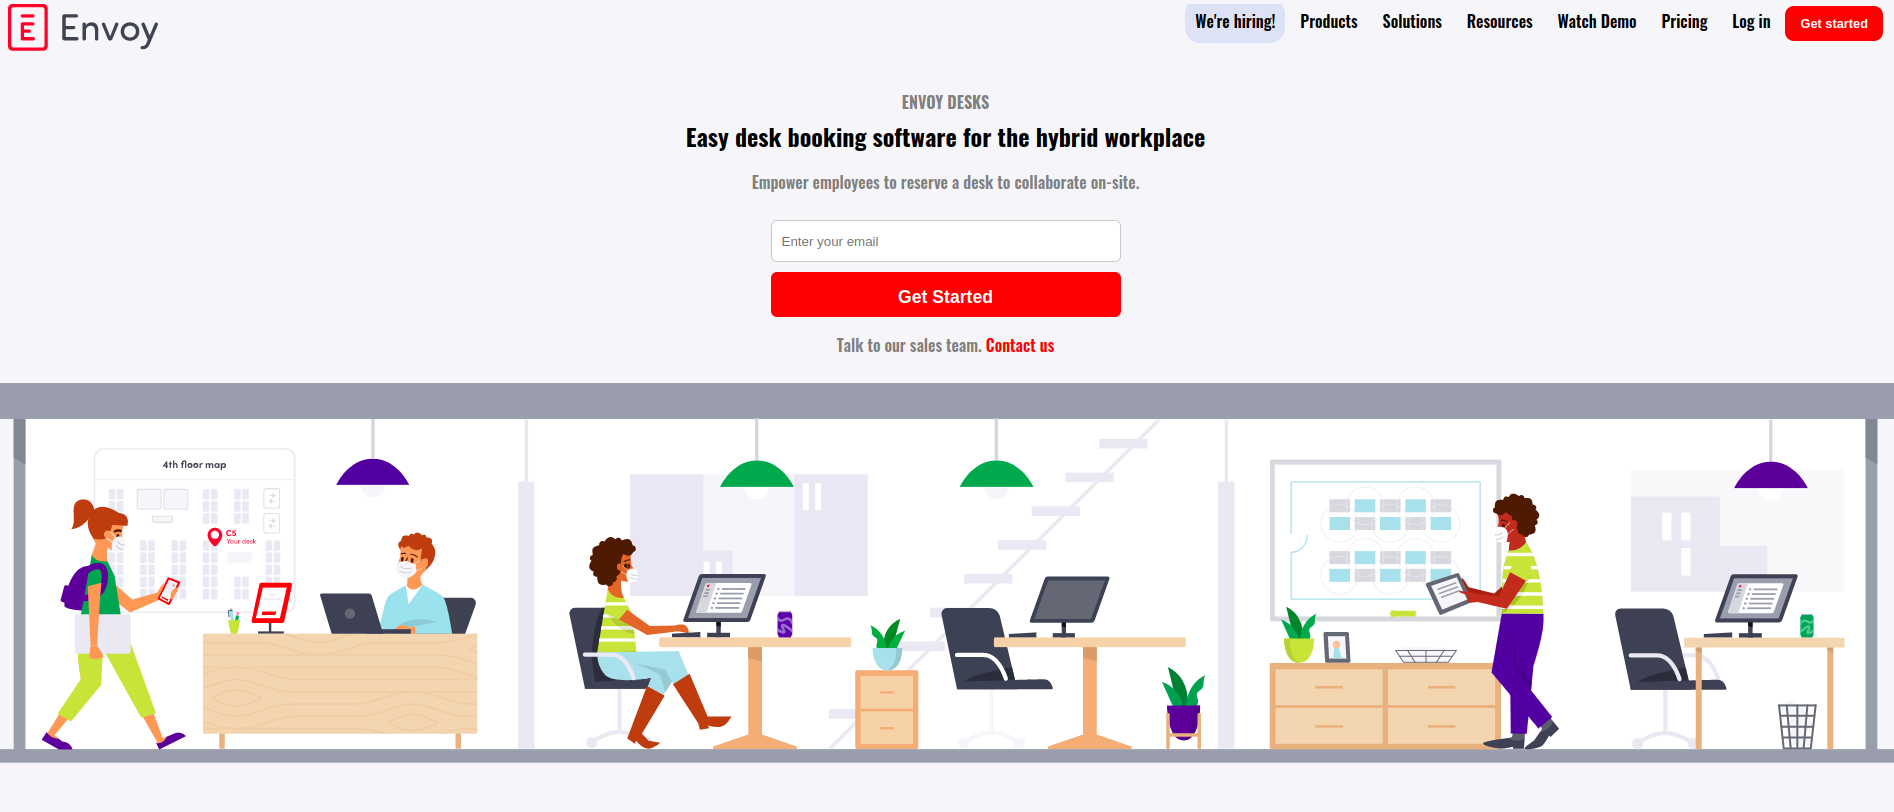 Envoy
We're hiring! Products Solutions Resources Watch Demo Pricing Log in Get started
ENVOY DESKS
Easy desk booking software for the hybrid workplace
Empower employees to reserve a desk to collaborate on-site.
Enter your email
Get Started
Talk to our sales team. Contact us
4th floor map
C5
Your desk